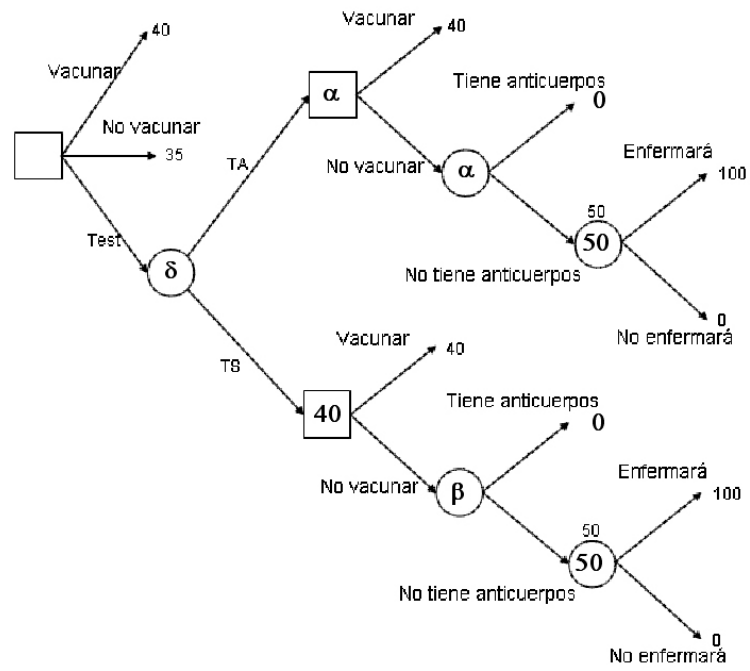 Vacunar
40
No vacunar
35
Test
δ
TA
TS
α
Vacunar
40
No vacunar
α
Tiene anticuerpos
0
No tiene anticuerpos
50
50
Enfermará
100
0
No enfermará
40
Vacunar
40
No vacunar
β
Tiene anticuerpos
0
No tiene anticuerpos
50
50
Enfermará
100
0
No enfermará